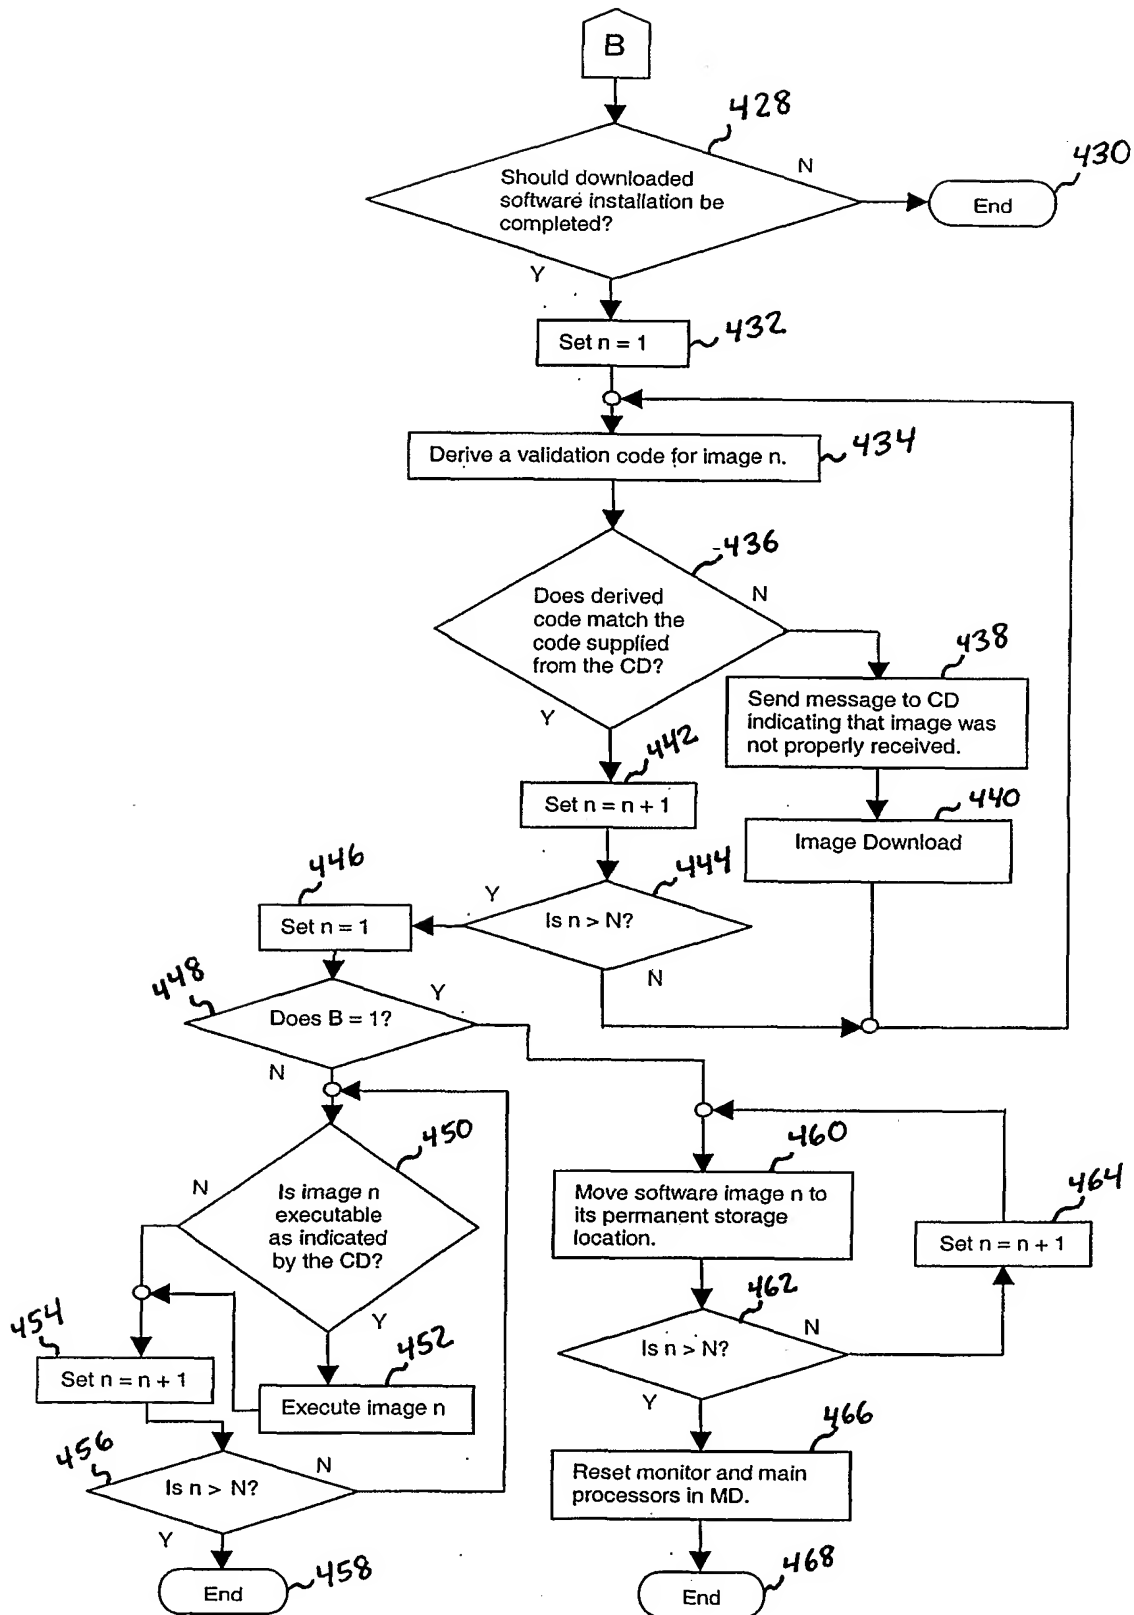 B
428
Should downloaded
software installation be
completed?
N
430
End
Y
Set n = 1
432
Derive a validation code for image n.
434
436
Does derived
code match the
code supplied
from the CD?
N
Y
438
Send message to CD
indicating that image was
not properly received.
442
Set n = n + 1
440
Image Download
444
Is n > N?
Y
N
446
Set n = 1
448
Does B = 1?
Y
N
450
Is image n
executable
as indicated
by the CD?
N
Y
460
Move software image n to
its permanent storage
location.
464
Set n = n + 1
462
Is n > N?
N
Y
454
Set n = n + 1
452
Execute image n
456
Is n > N?
N
Y
466
Reset monitor and main
processors in MD.
End
458
End
468